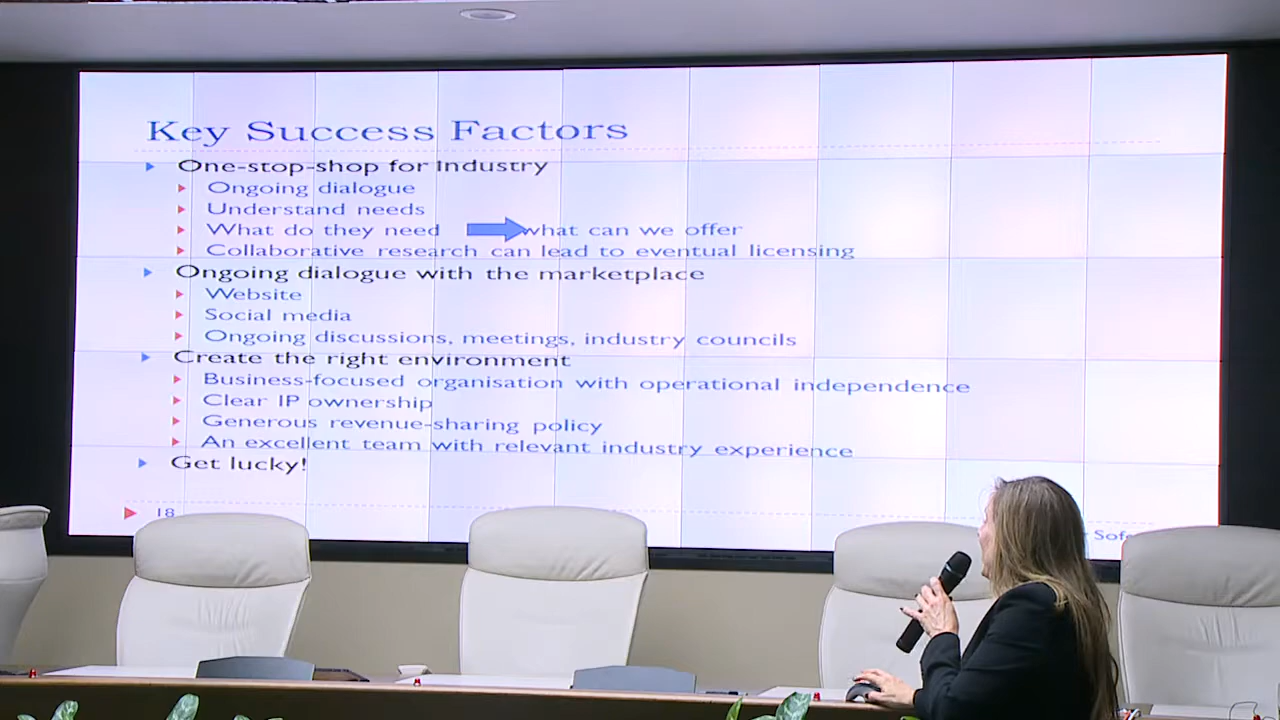 Key Success Factors
One-stop-shop for Industry
Ongoing dialogue
Understand needs
What do they need what can we offer
Collaborative research can lead to eventual licensing
Ongoing dialogue with the marketplace
Website
Social media
Ongoing discussions, meetings, industry councils
Create the right environment
Business-focused organisation with operational independence
Clear IP ownership
Generous revenue-sharing policy
An excellent team with relevant industry experience
Get lucky!
18